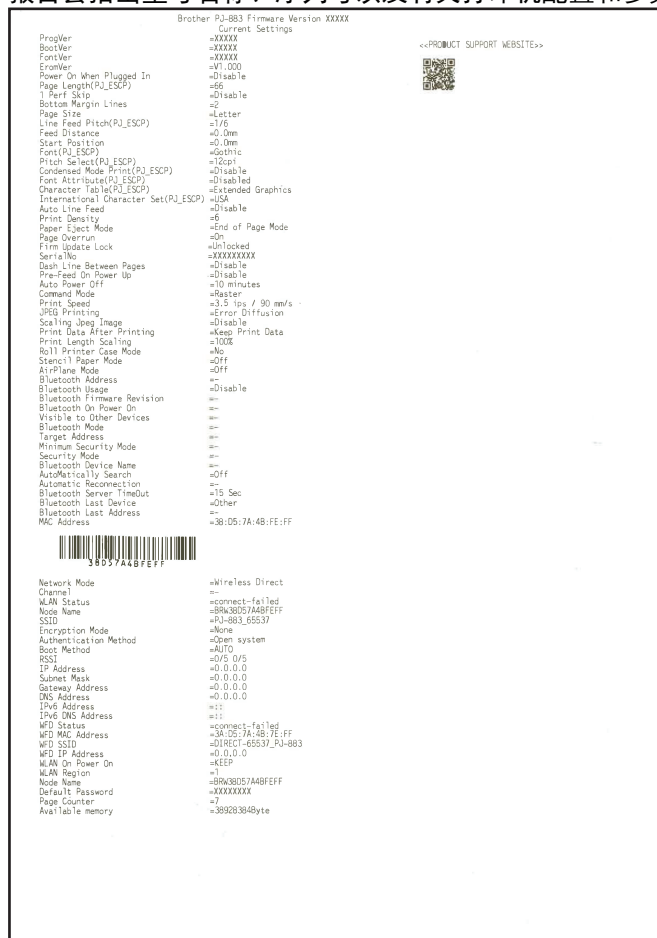 Brother PJ-883 Firmware Version XXXXX
Current Settings
<<PRODUCT SUPPORT WEBSITE>>
ProgVer =XXXXX
BootVer =XXXXX
FontVer =XXXXX
EromVer =V1.000
Power On When Plugged In =Disable
Page Length(PJ_ESCP) =66
1 Perf Skip =Disable
Bottom Margin Lines =2
Page Size =Letter
Line Feed Pitch(PJ_ESCP) =1/6
Feed Distance =0.0mm
Start Position =0.0mm
Font(PJ_ESCP) =Gothic
Pitch Select(PJ_ESCP) =12cpi
Condensed Mode Print(PJ_ESCP) =Disable
Font Attribute(PJ_ESCP) =Disabled
Character Table(PJ_ESCP) =Extended Graphics
International Character Set(PJ_ESCP) =USA
Auto Line Feed =Disable
Print Density =6
Paper Eject Mode =End of Page Mode
Page Overrun =On
Firm Update Lock =Unlocked
SerialNo =XXXXXXXXX
Dash Line Between Pages =Disable
Pre-Feed On Power Up =Disable
Auto Power Off =10 minutes
Command Mode =Raster
Print Speed =3.5 ips / 90 mm/s
JPEG Printing =Error Diffusion
Scaling Jpeg Image =Disable
Print Data After Printing =Keep Print Data
Print Length Scaling =100%
Roll Printer Case Mode =No
Stencil Paper Mode =Off
AirPlane Mode =Off
Bluetooth Address =-
Bluetooth Usage =Disable
Bluetooth Firmware Revision =-
Bluetooth On Power On =-
Visible to Other Devices =-
Bluetooth Mode =-
Target Address =-
Minimum Security Mode =-
Security Mode =-
Bluetooth Device Name =-
AutoMatically Search =Off
Automatic Reconnection =-
Bluetooth Server TimeOut =15 Sec
Bluetooth Last Device =Other
Bluetooth Last Address =-
MAC Address =38:D5:7A:4B:FE:FF
38D57A4BFEFF
Network Mode =Wireless Direct
Channel =-
WLAN Status =connect-failed
Node Name =BRW38D57A4BFEFF
SSID =PJ-883_65537
Encryption Mode =None
Authentication Method =Open system
Boot Method =AUTO
RSSI =0/5 0/5
IP Address =0.0.0.0
Subnet Mask =0.0.0.0
Gateway Address =0.0.0.0
DNS Address =0.0.0.0
IPv6 Address =::
IPv6 DNS Address =::
WFD Status =connect-failed
WFD MAC Address =3A:D5:7A:4B:7E:FF
WFD SSID =DIRECT-65537_PJ-883
WFD IP Address =0.0.0.0
WLAN On Power On =KEEP
WLAN Region =1
Node Name =BRW38D57A4BFEFF
Default Password =XXXXXXXX
Page Counter =7
Available memory =38928384Byte